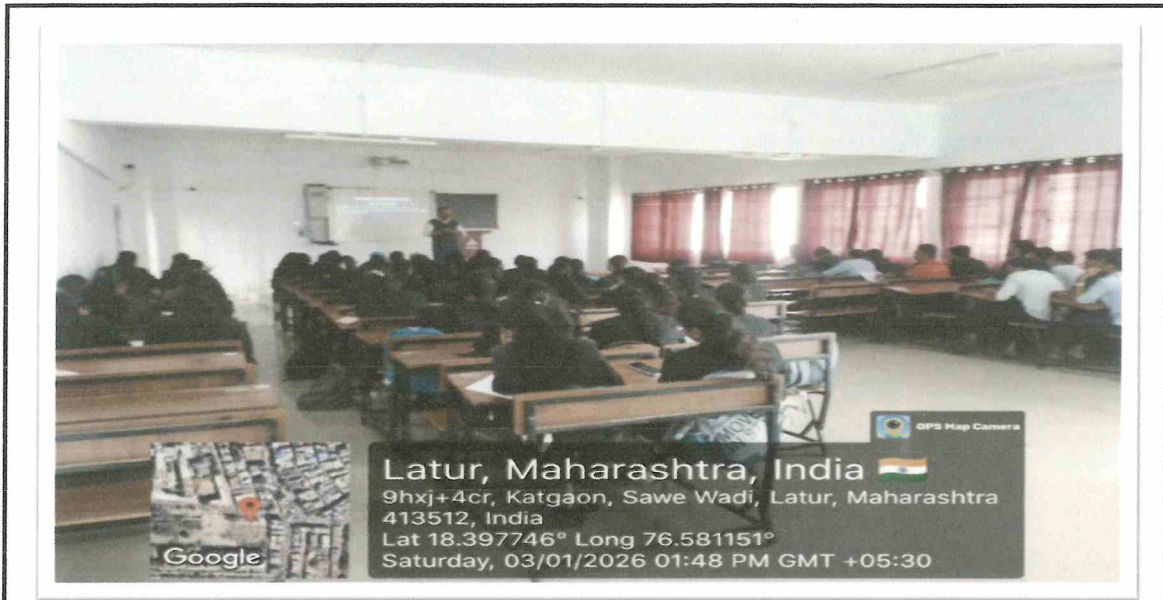 GPS Map Camera
Latur, Maharashtra, India
9hxj+4cr, Katgaon, Sawe Wadi, Latur, Maharashtra
413512, India
Lat 18.397746° Long 76.581151°
Saturday, 03/01/2026 01:48 PM GMT +05:30
Google